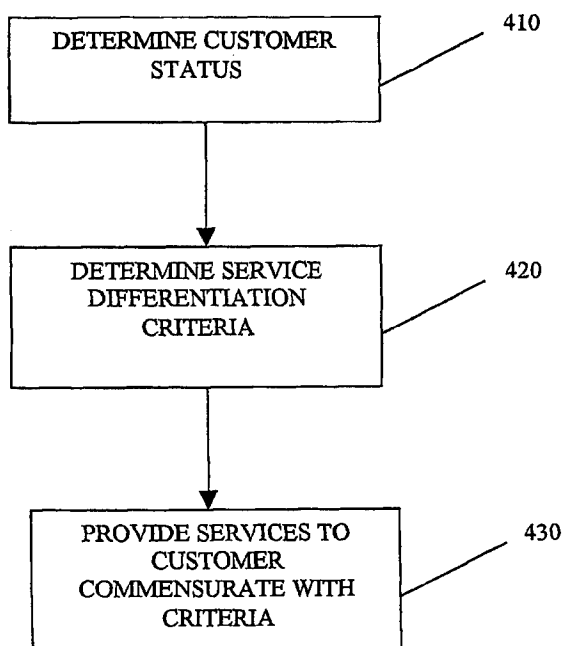 DETERMINE CUSTOMER
STATUS
410
DETERMINE SERVICE
DIFFERENTIATION
CRITERIA
420
PROVIDE SERVICES TO
CUSTOMER
COMMENSURATE WITH
CRITERIA
430